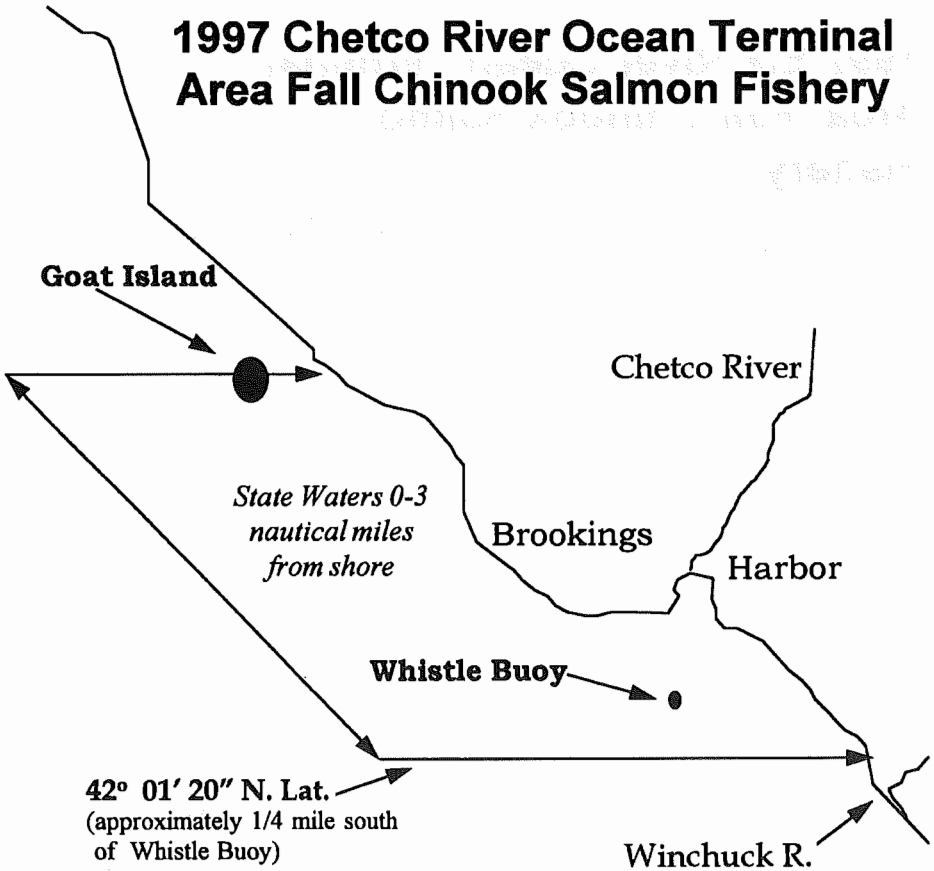 1997 Chetco River Ocean Terminal
Area Fall Chinook Salmon Fishery
Goat Island
Chetco River
State Waters 0-3
nautical miles
from shore
Brookings
Harbor
Whistle Buoy
42º 01' 20" N. Lat.
(approximately 1/4 mile south
of Whistle Buoy)
Winchuck R.